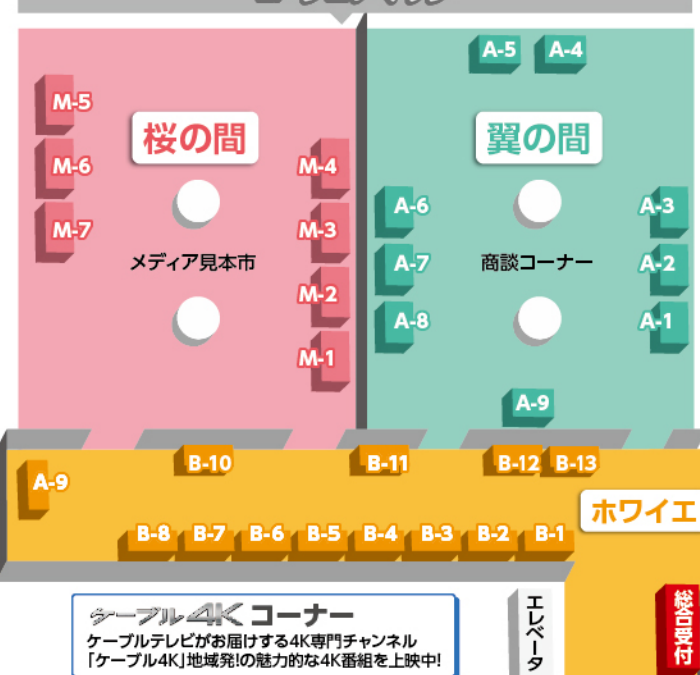 A-5
A-4
M-5
桜の間
翼の間
M-6
M-4
A-6
A-3
M-7
M-3
メディア見本市
A-7
商談コーナー
A-2
M-2
A-8
A-1
M-1
A-9
B-10
B-11
B-12
B-13
A-9
ホワイエ
B-8
B-7
B-6
B-5
B-4
B-3
B-2
B-1
ケーブル4K コーナー
ケーブルテレビがお届けする4K専門チャンネル
「ケーブル4K」地域発!の魅力的な4K番組を上映中!
エレベータ
総合受付